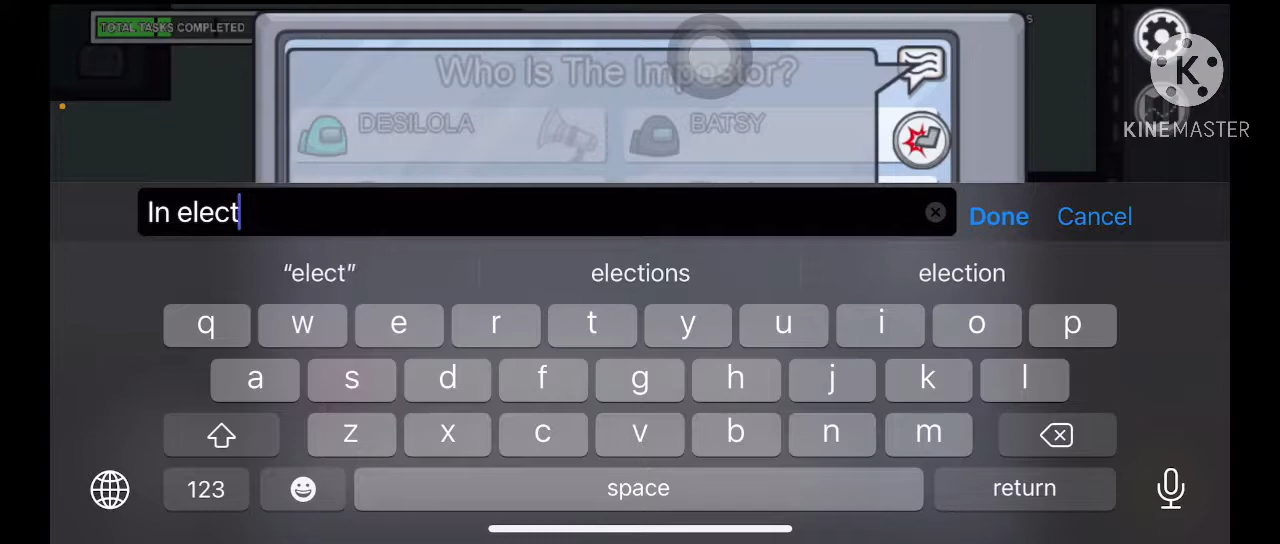 TOTAL TASKS COMPLETED
Who Is The Impostor?
DESILOLA
BATSY
K
KINEMASTER
In elect
Done
Cancel
“elect”
elections
election
q w e r t y u i o p
a s d f g h j k l
z x c v b n m
123
space
return